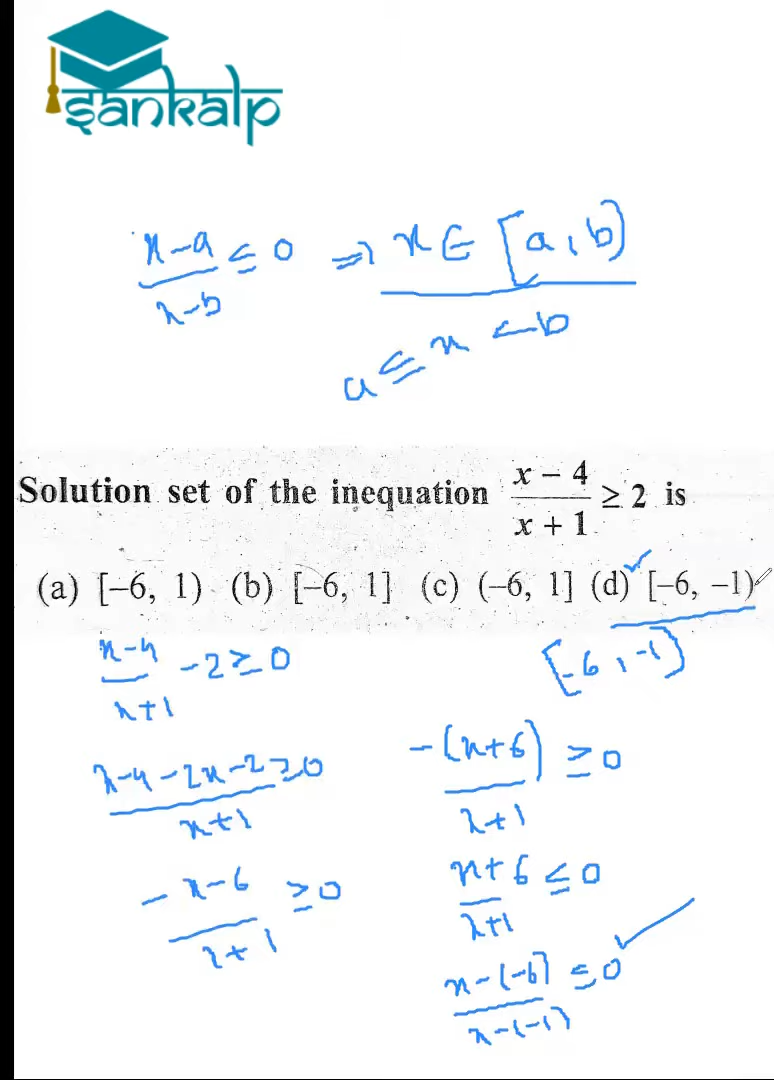 sankalp
x-a/x-b ≤ 0 ⇒ x∈ [a, b)
a ≤ x < b
Solution set of the inequation x – 4/x + 1 ≥ 2 is
(a) [–6, 1) (b) [–6, 1] (c) (–6, 1] (d) [–6, –1)
x-4/x+1 -2 ≥ 0
[-6, -1)
x-4-2x-2/x+1 ≥ 0
-(x+6)/x+1 ≥ 0
-x-6/x+1 ≥ 0
x+6/x+1 ≤ 0
x-(-6)/x-(-1) ≤ 0